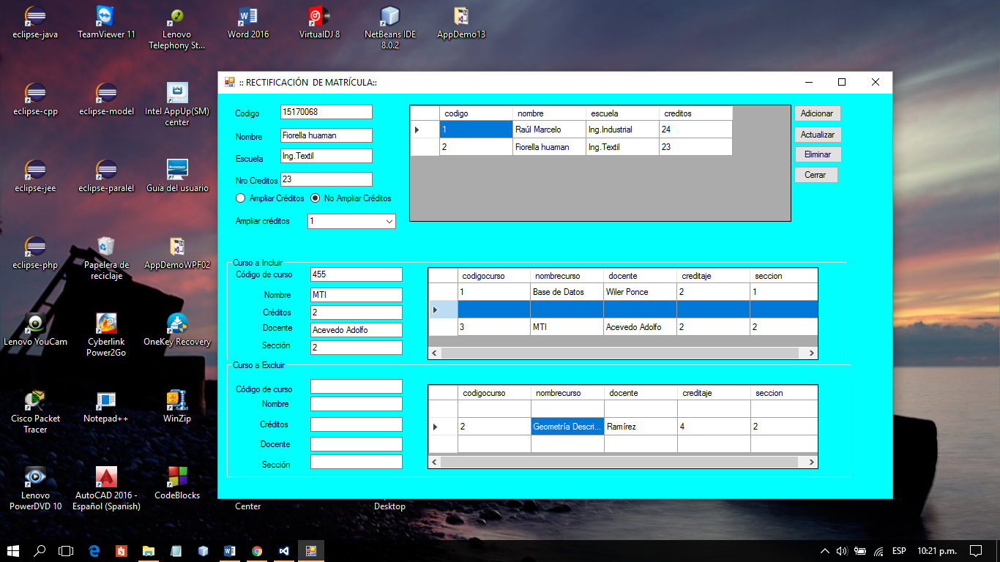 eclipse-java
TeamViewer 11
Lenovo
Telephony St...
Word 2016
VirtualDJ 8
NetBeans IDE
8.0.2
AppDemo13
eclipse-cpp
eclipse-model
Intel AppUp(SM)
center
eclipse-jee
eclipse-paralel
Guia del usuario
eclipse-php
Papelera de
reciclaje
AppDemoWPF02
Lenovo YouCam
Cyberlink
Power2Go
OneKey Recovery
Cisco Packet
Tracer
Notepad++
WinZip
Lenovo
PowerDVD 10
AutoCAD 2016 -
Español (Spanish)
CodeBlocks
Center
Desktop
:: RECTIFICACIÓN DE MATRÍCULA::
Codigo 15170068
Nombre Fiorella huaman
Escuela Ing.Textil
Nro Creditos 23
Ampliar Créditos No Ampliar Créditos
Ampliar créditos 1
codigo nombre escuela creditos
1 Raúl Marcelo Ing.Industrial 24
2 Fiorella huaman Ing.Textil 23
Adicionar
Actualizar
Eliminar
Cerrar
Curso a Incluir
Código de curso 455
Nombre MTI
Créditos 2
Docente Acevedo Adolfo
Sección 2
codigocurso nombrecurso docente creditaje seccion
1 Base de Datos Wiler Ponce 2 1
3 MTI Acevedo Adolfo 2 2
Curso a Excluir
Código de curso
Nombre
Créditos
Docente
Sección
codigocurso nombrecurso docente creditaje seccion
2 Geometría Descri... Ramírez 4 2
ESP 10:21 p.m.